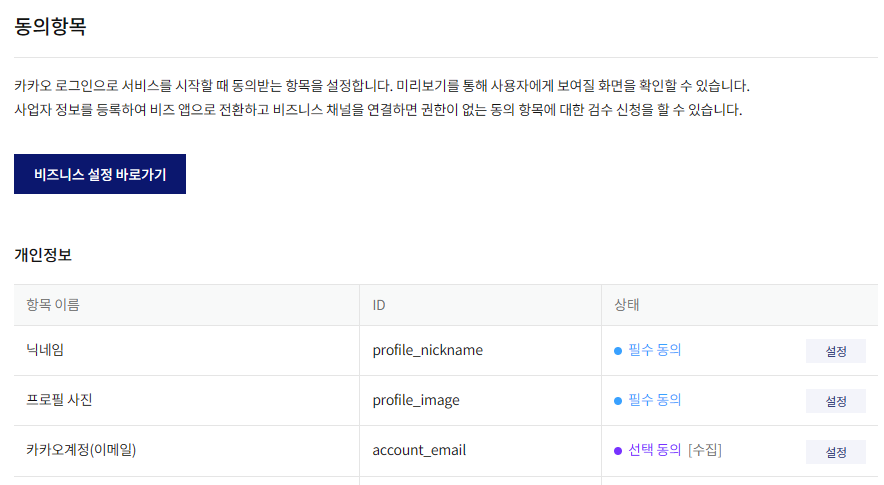 동의항목
카카오 로그인으로 서비스를 시작할 때 동의받는 항목을 설정합니다. 미리보기를 통해 사용자에게 보여질 화면을 확인할 수 있습니다.
사업자 정보를 등록하여 비즈 앱으로 전환하고 비즈니스 채널을 연결하면 권한이 없는 동의 항목에 대한 검수 신청을 할 수 있습니다.
비즈니스 설정 바로가기
개인정보
항목 이름 ID 상태
닉네임 profile_nickname 필수 동의 설정
프로필 사진 profile_image 필수 동의 설정
카카오계정(이메일) account_email 선택 동의 [수집] 설정